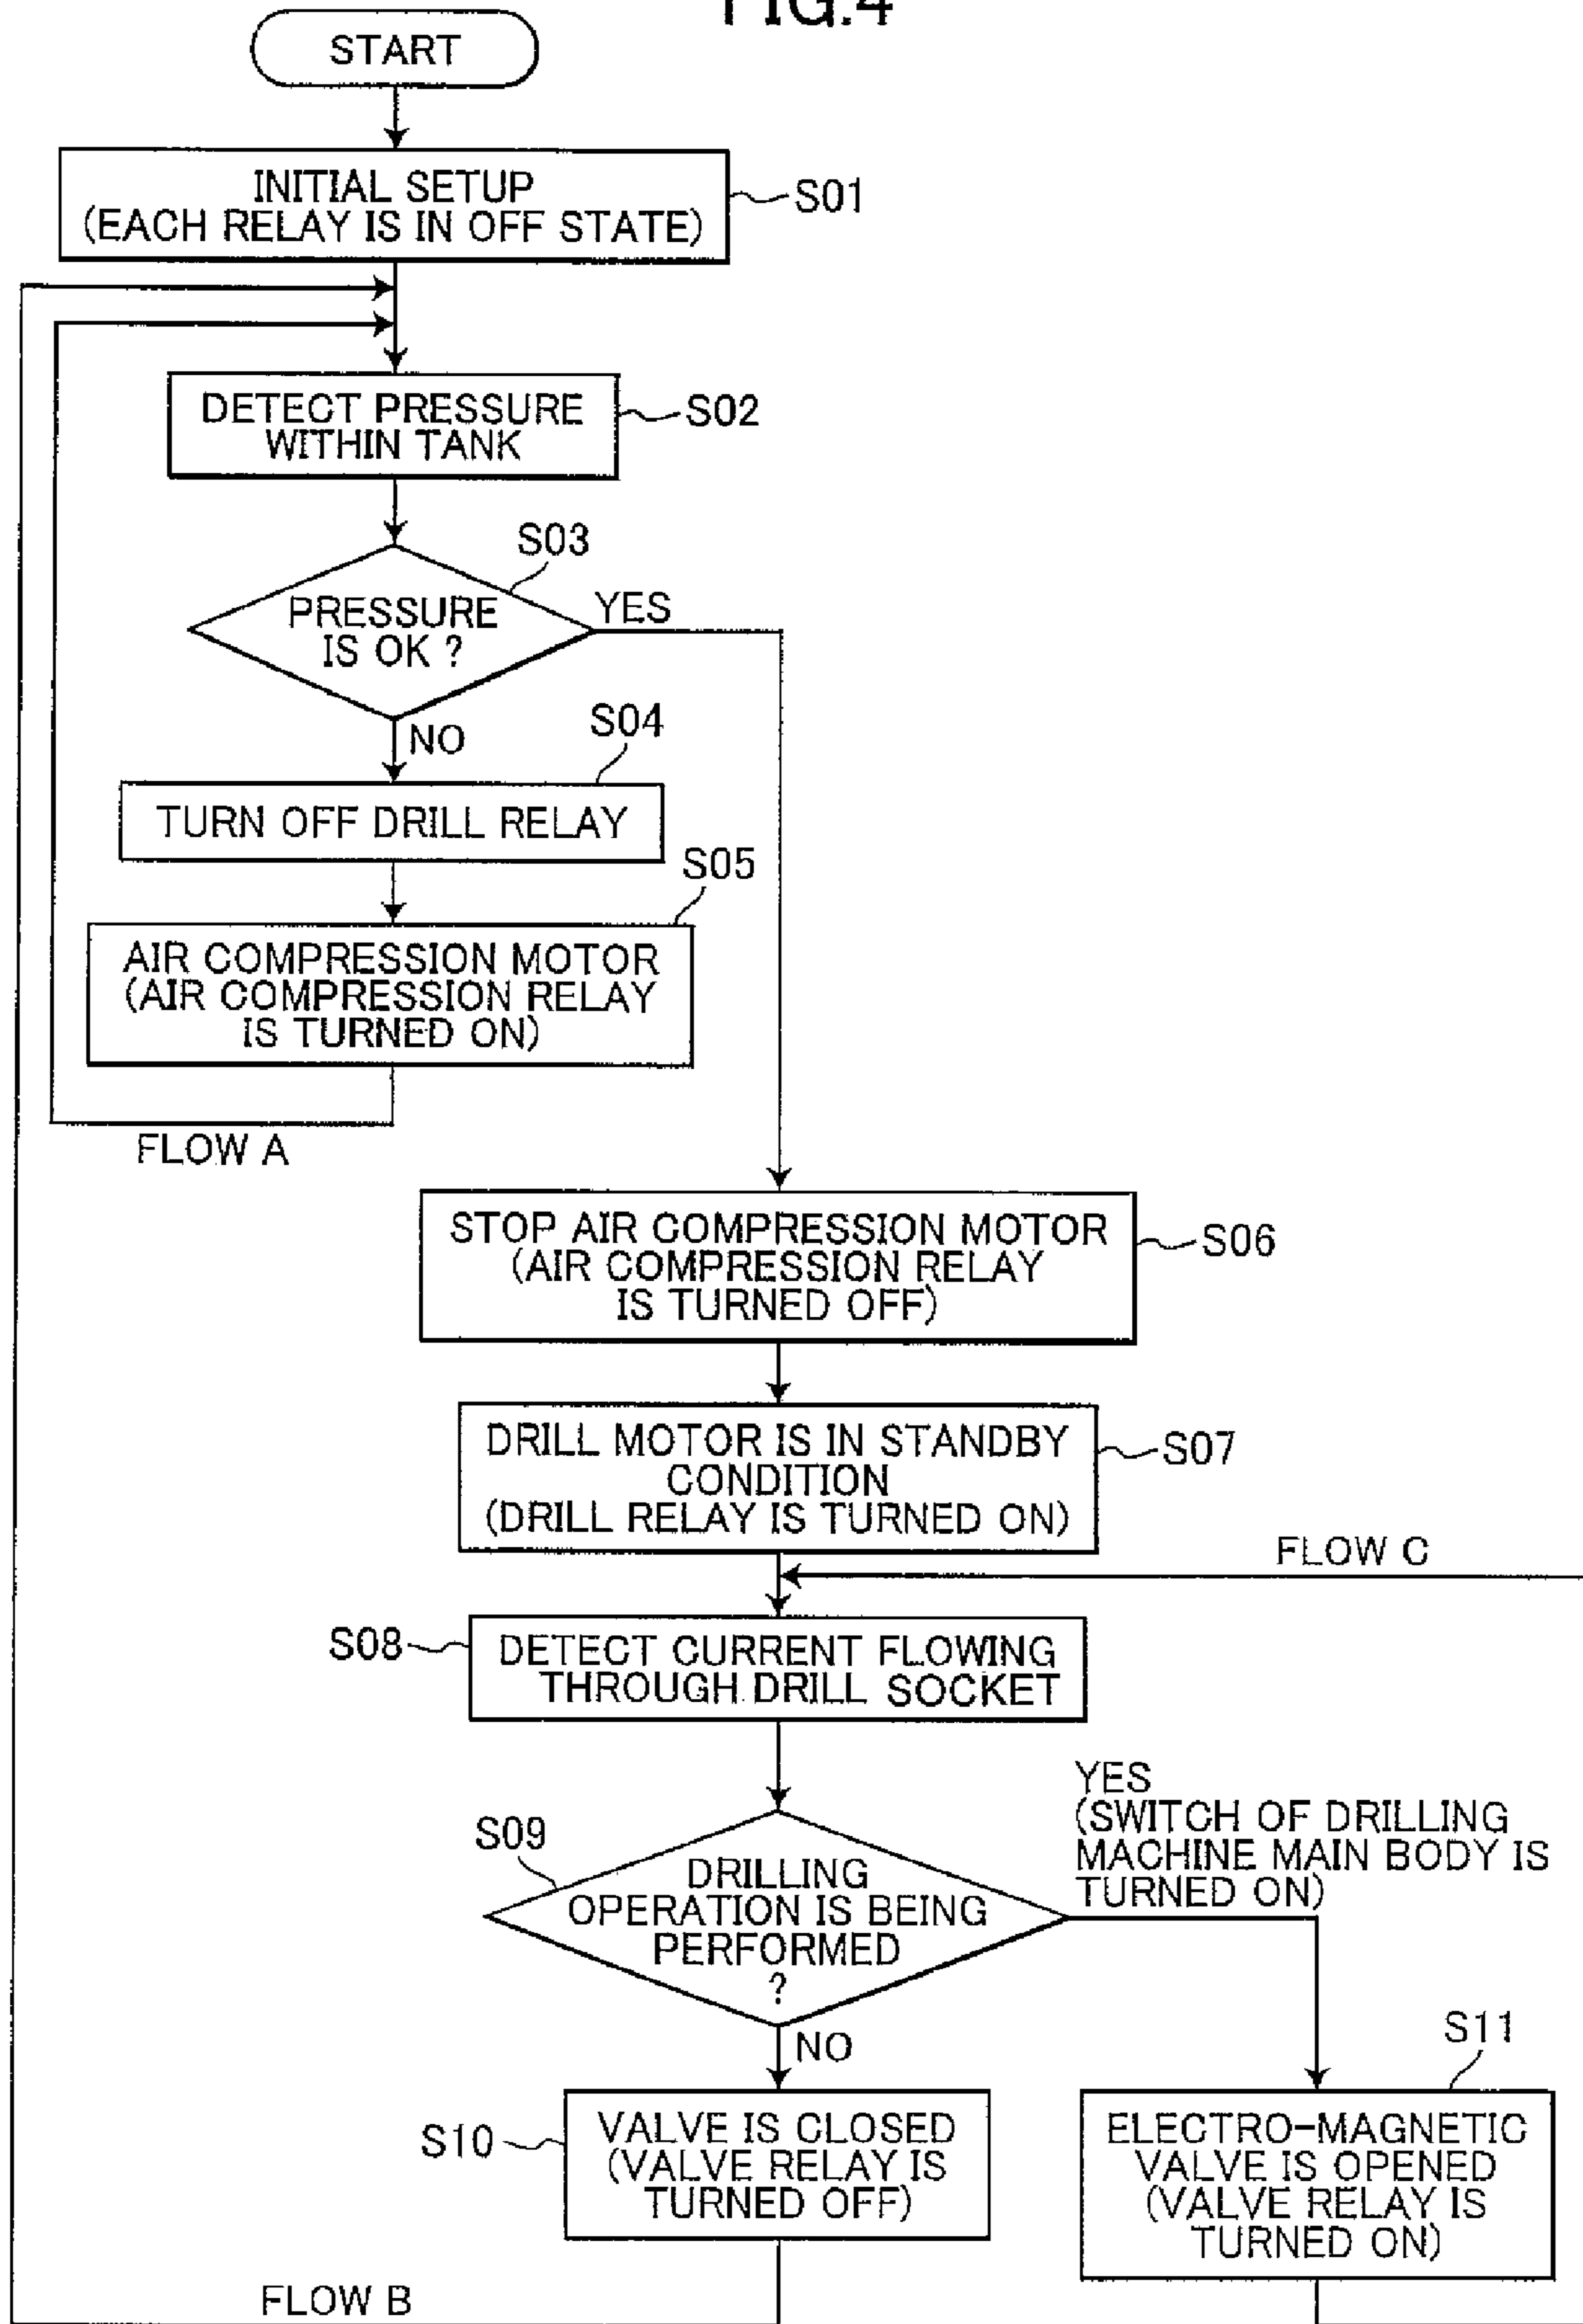 FIG.4
START
INITIAL SETUP
(EACH RELAY IS IN OFF STATE)
S01
DETECT PRESSURE
WITHIN TANK
S02
S03
PRESSURE
IS OK ?
YES
NO
S04
TURN OFF DRILL RELAY
S05
AIR COMPRESSION MOTOR
(AIR COMPRESSION RELAY
IS TURNED ON)
FLOW A
STOP AIR COMPRESSION MOTOR
(AIR COMPRESSION RELAY
IS TURNED OFF)
S06
DRILL MOTOR IS IN STANDBY
CONDITION
(DRILL RELAY IS TURNED ON)
S07
FLOW C
S08
DETECT CURRENT FLOWING
THROUGH DRILL SOCKET
S09
DRILLING
OPERATION IS BEING
PERFORMED
?
YES
(SWITCH OF DRILLING
MACHINE MAIN BODY IS
TURNED ON)
NO
S10
VALVE IS CLOSED
(VALVE RELAY IS
TURNED OFF)
S11
ELECTRO-MAGNETIC
VALVE IS OPENED
(VALVE RELAY IS
TURNED ON)
FLOW B